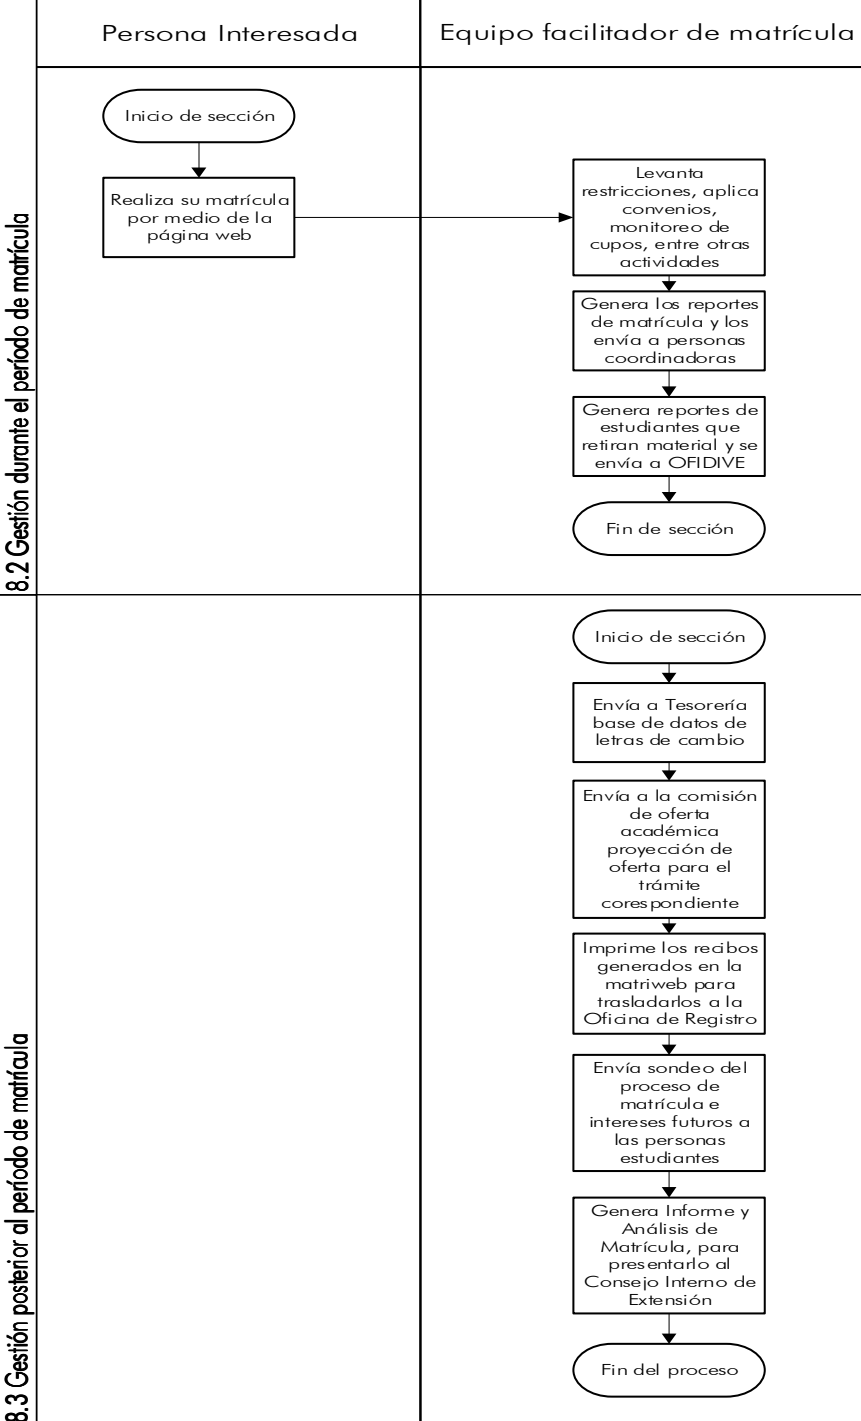 Persona Interesada
Equipo facilitador de matrícula
8.2 Gestión durante el período de matrícula
Inicio de sección
Realiza su matrícula
por medio de la
página web
Levanta
restricciones, aplica
convenios,
monitoreo de
cupos, entre otras
actividades
Genera los reportes
de matrícula y los
envía a personas
coordinadoras
Genera reportes de
estudiantes que
retiran material y se
envía a OFIDIVE
Fin de sección
8.3 Gestión posterior al período de matrícula
Inicio de sección
Envía a Tesorería
base de datos de
letras de cambio
Envía a la comisión
de oferta
académica
proyección de
oferta para el
trámite
corespondiente
Imprime los recibos
generados en la
matriweb para
trasladarlos a la
Oficina de Registro
Envía sondeo del
proceso de
matrícula e
intereses futuros a
las personas
estudiantes
Genera Informe y
Análisis de
Matrícula, para
presentarlo al
Consejo Interno de
Extensión
Fin del proceso